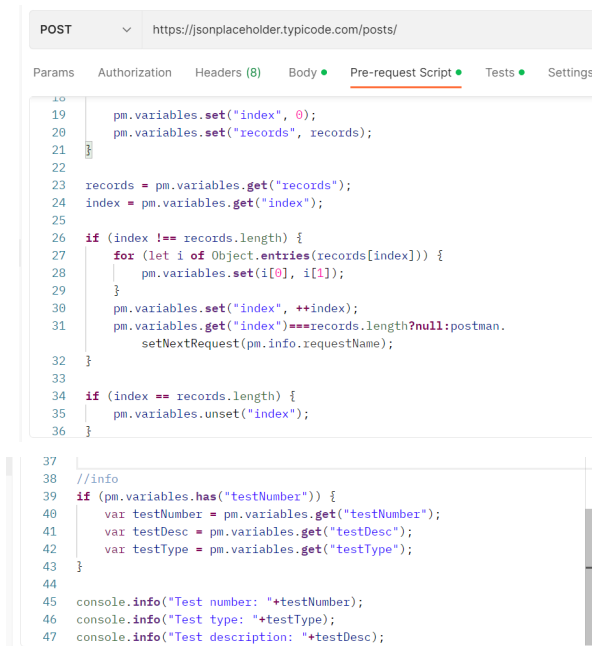 POST https://jsonplaceholder.typicode.com/posts/
Params Authorization Headers (8) Body Pre-request Script Tests Settings
18
19 pm.variables.set("index", 0);
20 pm.variables.set("records", records);
21 }
22
23 records = pm.variables.get("records");
24 index = pm.variables.get("index");
25
26 if (index !== records.length) {
27 for (let i of Object.entries(records[index])) {
28 pm.variables.set(i[0], i[1]);
29 }
30 pm.variables.set("index", ++index);
31 pm.variables.get("index")===records.length?null:postman.
setNextRequest(pm.info.requestName);
32 }
33
34 if (index == records.length) {
35 pm.variables.unset("index");
36 }
37
38 //info
39 if (pm.variables.has("testNumber")) {
40 var testNumber = pm.variables.get("testNumber");
41 var testDesc = pm.variables.get("testDesc");
42 var testType = pm.variables.get("testType");
43 }
44
45 console.info("Test number: "+testNumber);
46 console.info("Test type: "+testType);
47 console.info("Test description: "+testDesc);